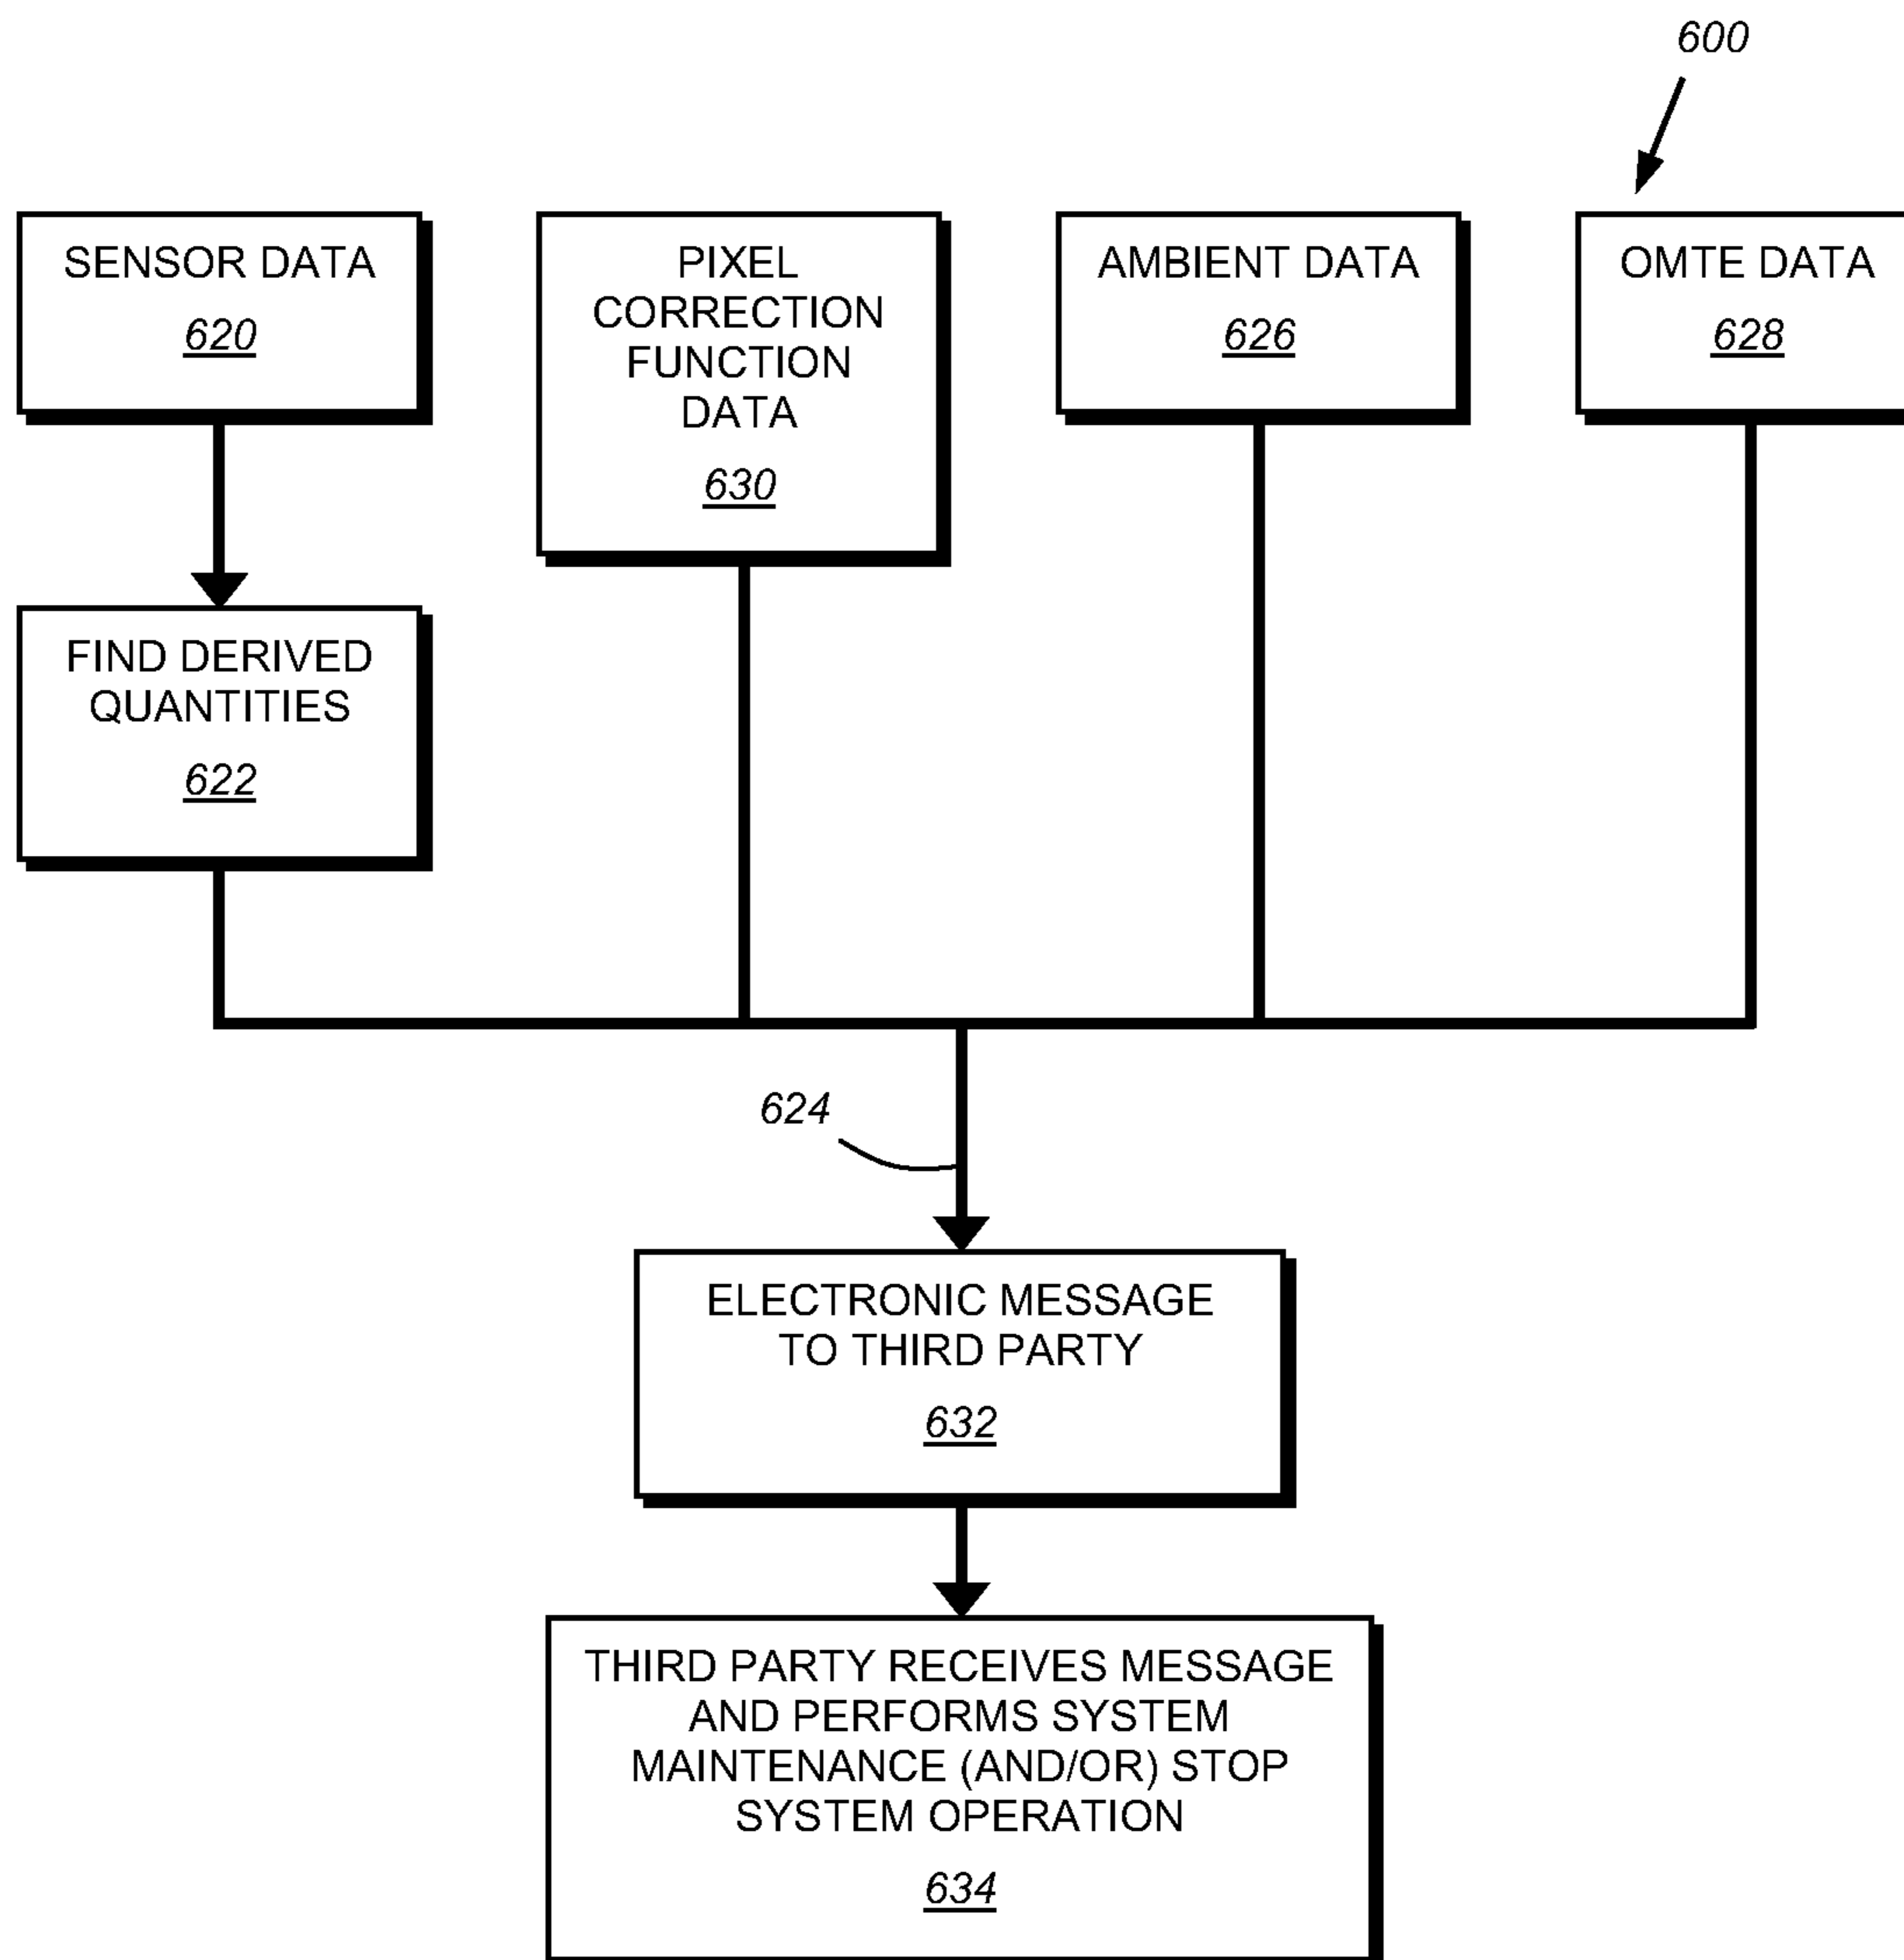 600
SENSOR DATA
620
PIXEL
CORRECTION
FUNCTION
DATA
630
AMBIENT DATA
626
OMTE DATA
628
FIND DERIVED
QUANTITIES
622
624
ELECTRONIC MESSAGE
TO THIRD PARTY
632
THIRD PARTY RECEIVES MESSAGE
AND PERFORMS SYSTEM
MAINTENANCE (AND/OR) STOP
SYSTEM OPERATION
634